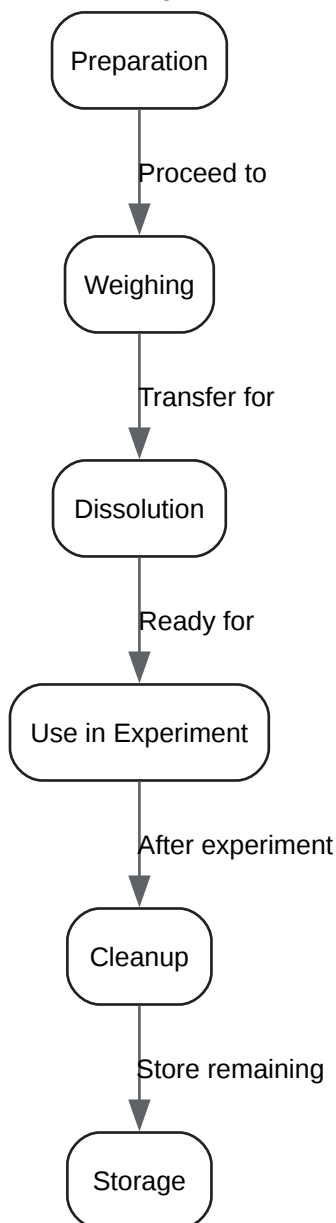 Preparation
Proceed to
Weighing
Transfer for
Dissolution
Ready for
Use in Experiment
After experiment
Cleanup
Store remaining
Storage